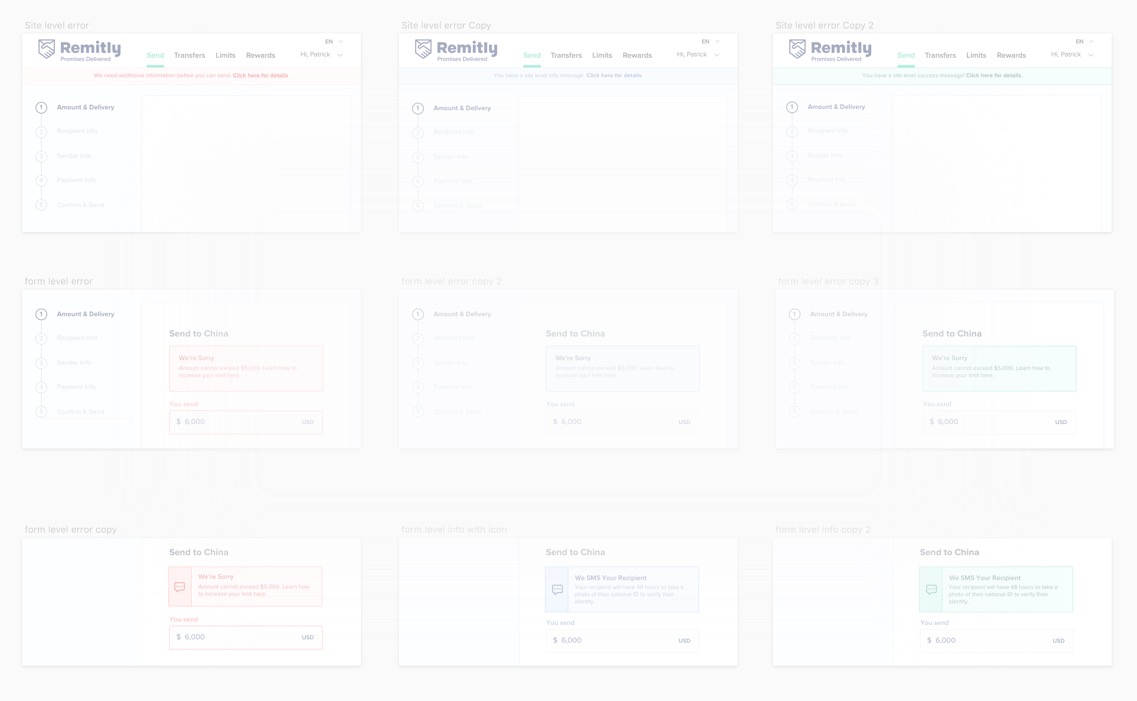 Site level error
Remitly
Promises Delivered
Send Transfers Limits Rewards
EN
Hi, Patrick
We need additional information before you can send. Click here for details.
1 Amount & Delivery
2 Recipient Info
3 Sender Info
4 Payment Info
5 Confirm & Send
Site level error Copy
Remitly
Promises Delivered
Send Transfers Limits Rewards
EN
Hi, Patrick
You have a site level info message. Click here for details.
1 Amount & Delivery
2 Recipient Info
3 Sender Info
4 Payment Info
5 Confirm & Send
Site level error Copy 2
Remitly
Promises Delivered
Send Transfers Limits Rewards
EN
Hi, Patrick
You have a site level success message! Click here for details.
1 Amount & Delivery
2 Recipient Info
3 Sender Info
4 Payment Info
5 Confirm & Send
form level error
1 Amount & Delivery
2 Recipient Info
3 Sender Info
4 Payment Info
5 Confirm & Send
Send to China
We're Sorry
Amount cannot exceed $5,000. Learn how to
increase your limit here.
You send
$ 6,000 USD
form level error copy 2
1 Amount & Delivery
2 Recipient Info
3 Sender Info
4 Payment Info
5 Confirm & Send
Send to China
We're Sorry
Amount cannot exceed $5,000. Learn how to
increase your limit here.
You send
$ 6,000 USD
form level error copy 3
1 Amount & Delivery
2 Recipient Info
3 Sender Info
4 Payment Info
5 Confirm & Send
Send to China
We're Sorry
Amount cannot exceed $5,000. Learn how to
increase your limit here.
You send
$ 6,000 USD
form level error copy
Send to China
We're Sorry
Amount cannot exceed $5,000. Learn how
to increase your limit here.
You send
$ 6,000 USD
form level info with icon
Send to China
We SMS Your Recipient
Your recipient will have 48 hours to take a
photo of their national ID to verify their
identity.
You send
$ 6,000 USD
form level info copy 2
Send to China
We SMS Your Recipient
Your recipient will have 48 hours to take a
photo of their national ID to verify their
identity.
You send
$ 6,000 USD